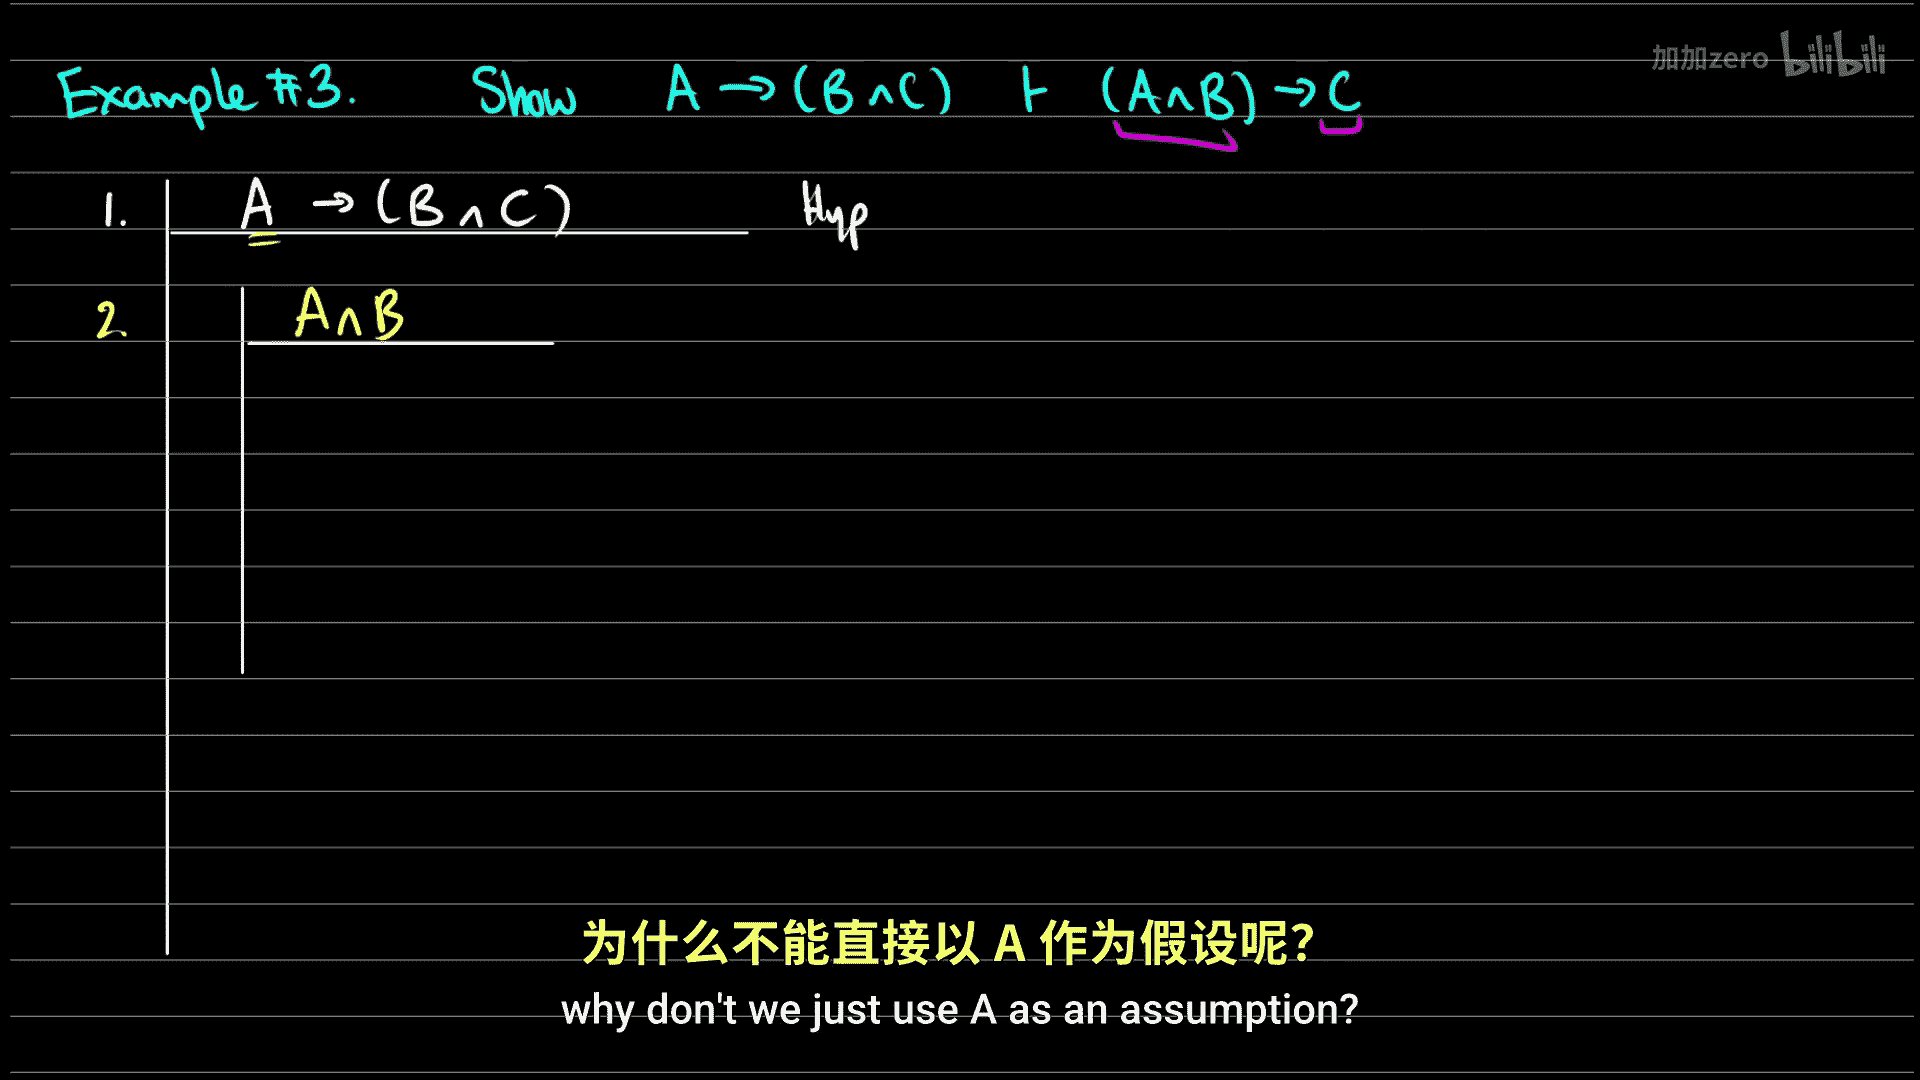 加加zero bilibili
Example #3. Show A → (B ∧ C) ⊢ (A ∧ B) → C
1. A → (B ∧ C) Hyp
2. A ∧ B
为什么不能直接以 A 作为假设呢？
why don't we just use A as an assumption?